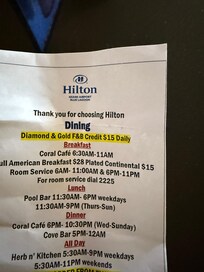 Hilton
Thank you for choosing Hilton
Dining
Diamond & Gold F&B Credit $15 Daily
Breakfast
Coral Café 6:30AM-11AM
ull American Breakfast $28 Plated Continental $15
Room Service 6AM- 11:00AM & 6PM-11PM
For room service dial 2225
Lunch
Pool Bar 11:30AM- 6PM weekdays
11:30AM-9PM (Thurs-Sun)
Dinner
Coral Café 6PM- 10:30PM (Wed-Sunday)
Cove Bar 5PM-12AM
All Day
Herb n' Kitchen 5:30AM-9PM weekdays
5:30AM-11PM weekends